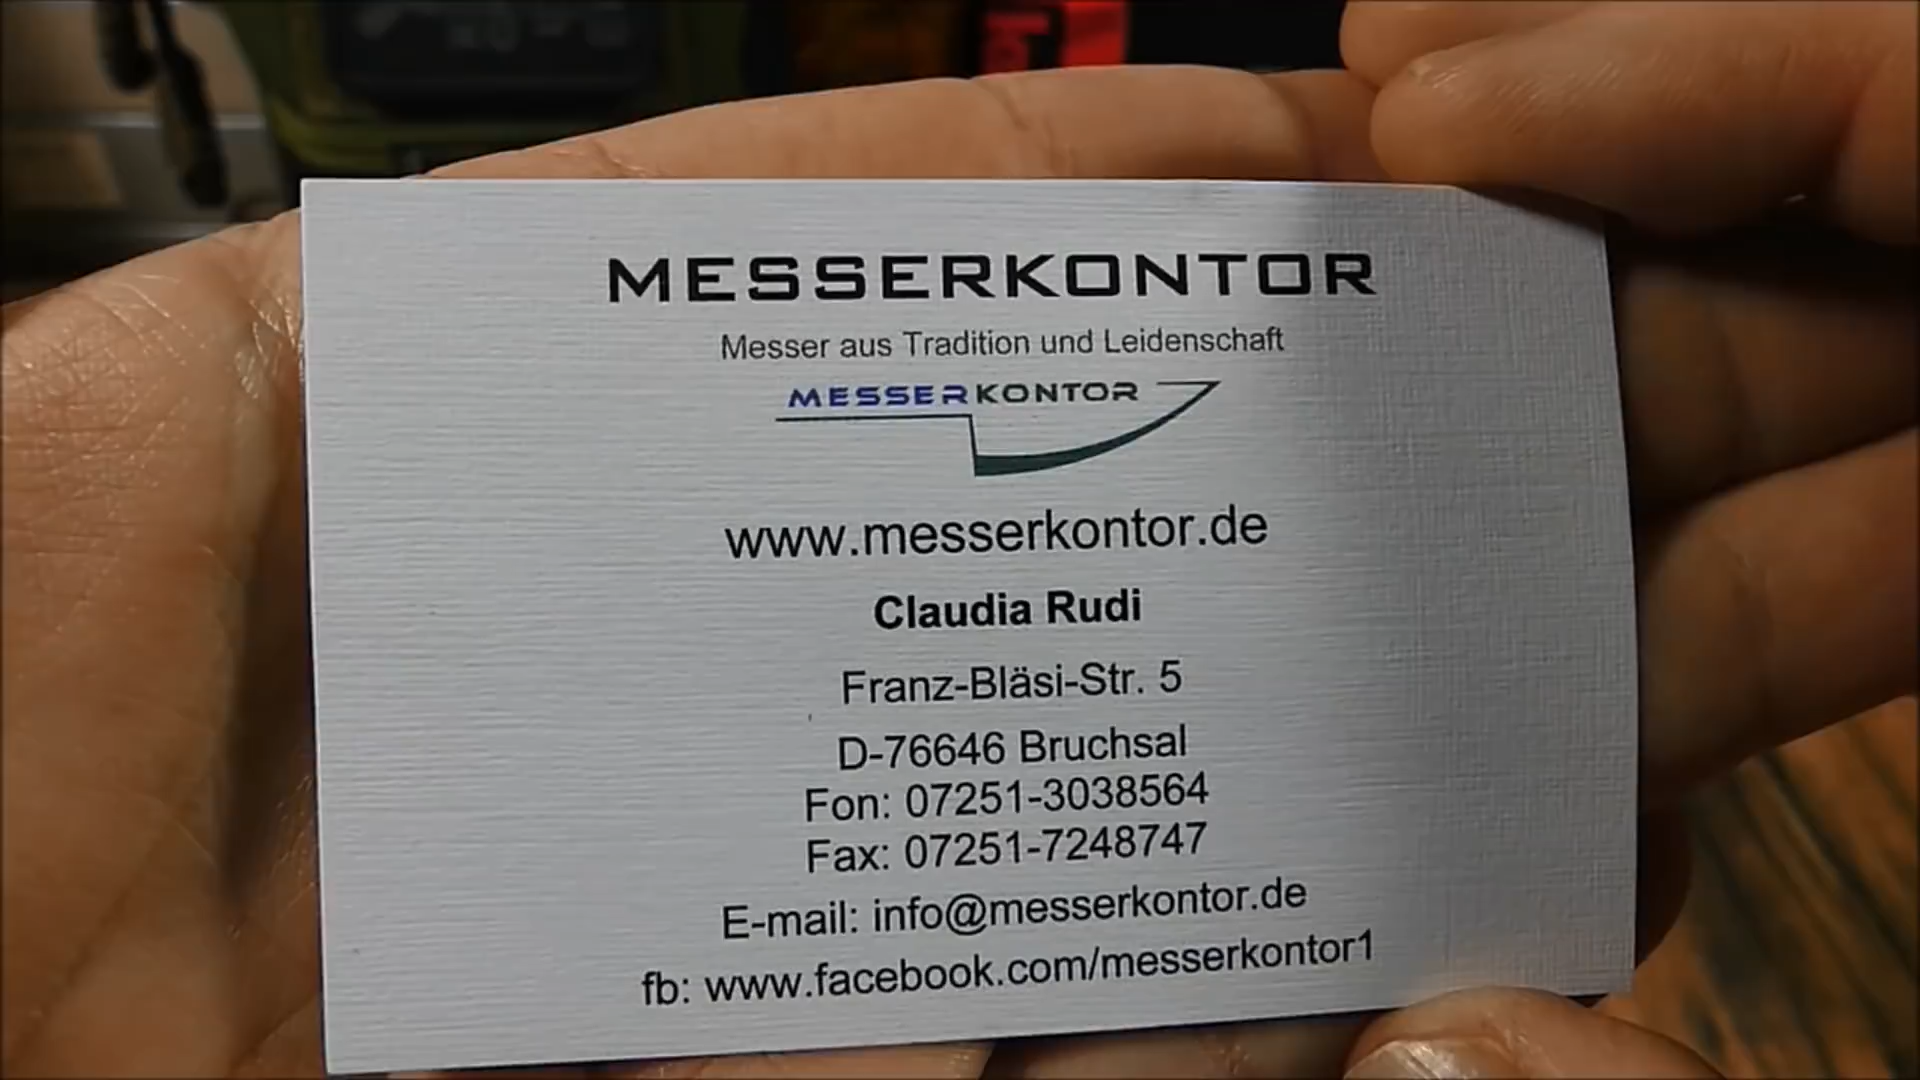 MESSERKONTOR
Messer aus Tradition und Leidenschaft
MESSERKONTOR
www.messerkontor.de
Claudia Rudi
Franz-Bläsi-Str. 5
D-76646 Bruchsal
Fon: 07251-3038564
Fax: 07251-7248747
E-mail: info@messerkontor.de
fb: www.facebook.com/messerkontor1